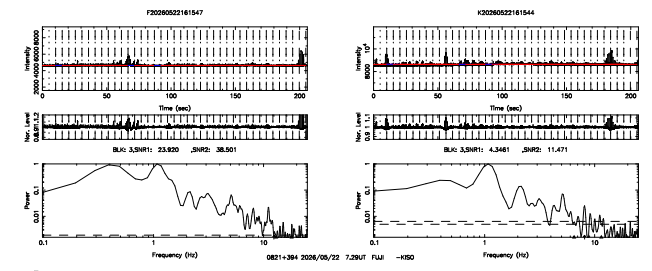 F20260522161547
K20260522161544
Intensity
2000 4000 6000 8000
0 50 100 150 200
Time (sec)
Intensity
8000 10⁴
0 50 100 150 200
Time (sec)
Nor. Level
0.8 0.9 1 1.1 1.2
Nor. Level
0.9 1 1.1
BLK: 3,SNR1: 23.920 ,SNR2: 38.501
BLK: 3,SNR1: 4.3461 ,SNR2: 11.471
Power
1
0.1
0.01
0.1 1 10
Frequency (Hz)
Power
1
0.1
0.01
0.1 1 10
Frequency (Hz)
0821+394 2026/05/22 7.29UT FUJI -KISO